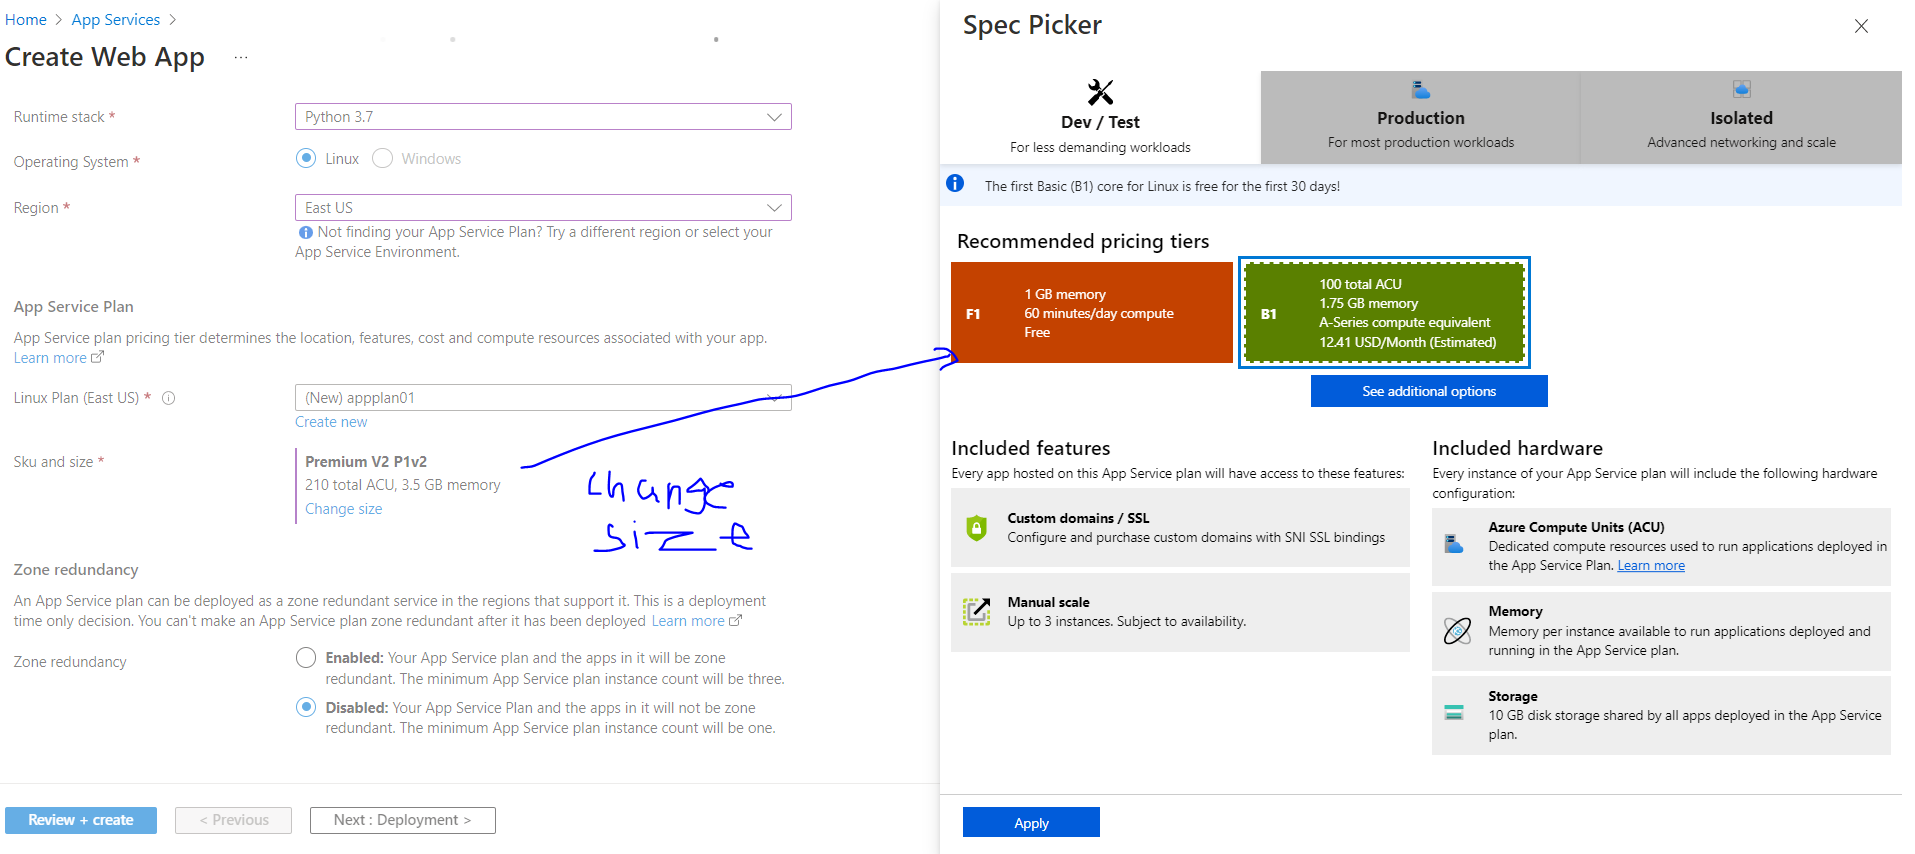 Home > App Services >
Create Web App ...
Runtime stack *
Python 3.7
Operating System *
Linux
Windows
Region *
East US
Not finding your App Service Plan? Try a different region or select your
App Service Environment.
App Service Plan
App Service plan pricing tier determines the location, features, cost and compute resources associated with your app.
Learn more
Linux Plan (East US) *
(New) appplan01
Create new
Sku and size *
Premium V2 P1v2
210 total ACU, 3.5 GB memory
Change size
change
size
Zone redundancy
An App Service plan can be deployed as a zone redundant service in the regions that support it. This is a deployment
time only decision. You can't make an App Service plan zone redundant after it has been deployed Learn more
Zone redundancy
Enabled: Your App Service plan and the apps in it will be zone
redundant. The minimum App Service plan instance count will be three.
Disabled: Your App Service Plan and the apps in it will not be zone
redundant. The minimum App Service plan instance count will be one.
Review + create
< Previous
Next : Deployment >
Spec Picker
Dev / Test
For less demanding workloads
Production
For most production workloads
Isolated
Advanced networking and scale
The first Basic (B1) core for Linux is free for the first 30 days!
Recommended pricing tiers
F1
1 GB memory
60 minutes/day compute
Free
B1
100 total ACU
1.75 GB memory
A-Series compute equivalent
12.41 USD/Month (Estimated)
See additional options
Included features
Every app hosted on this App Service plan will have access to these features:
Custom domains / SSL
Configure and purchase custom domains with SNI SSL bindings
Manual scale
Up to 3 instances. Subject to availability.
Included hardware
Every instance of your App Service plan will include the following hardware
configuration:
Azure Compute Units (ACU)
Dedicated compute resources used to run applications deployed in
the App Service Plan. Learn more
Memory
Memory per instance available to run applications deployed and
running in the App Service plan.
Storage
10 GB disk storage shared by all apps deployed in the App Service
plan.
Apply